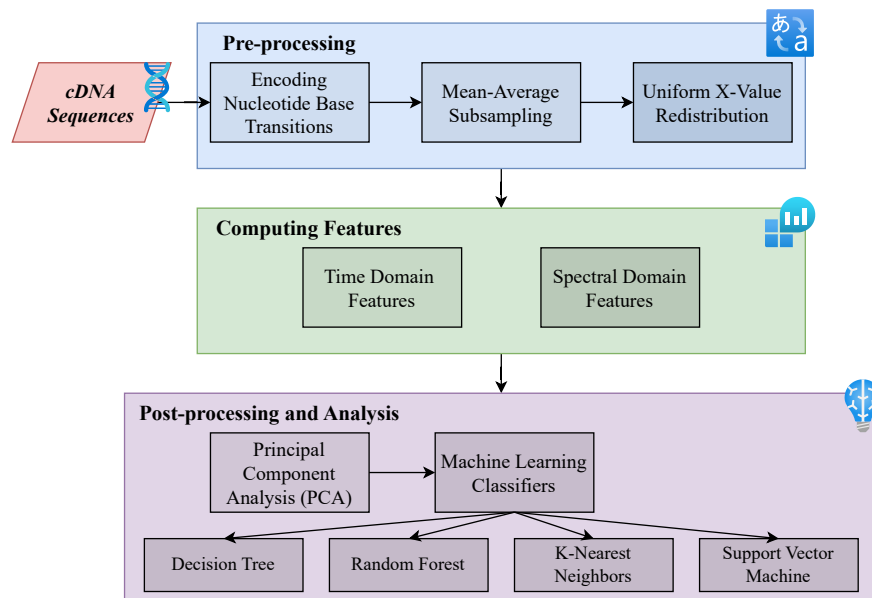 あ
a
Pre-processing
cDNA
Sequences
Encoding
Nucleotide Base
Transitions
Mean-Average
Subsampling
Uniform X-Value
Redistribution
Computing Features
Time Domain
Features
Spectral Domain
Features
Post-processing and Analysis
Principal
Component
Analysis (PCA)
Machine Learning
Classifiers
Decision Tree
Random Forest
K-Nearest
Neighbors
Support Vector
Machine